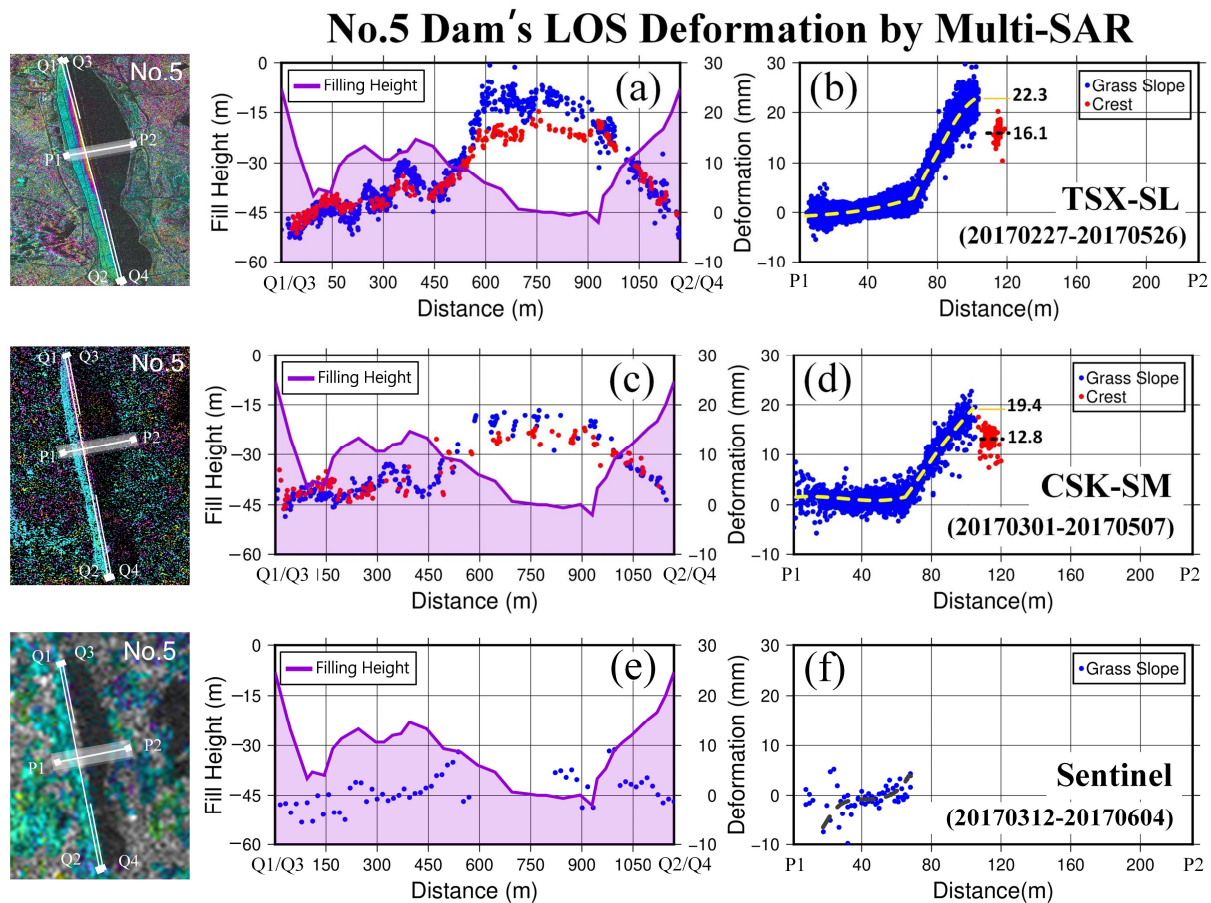 No.5 Dam′s LOS Deformation by Multi-SAR
No.5
Q1
Q3
P1
P2
Q2
Q4
Fill Height (m)
0
−15
−30
−45
−60
Filling Height
(a)
30
20
10
0
−10
Q1/Q3 50 300 450 600 750 900 1050 Q2/Q4
Distance (m)
Deformation (mm)
30
20
10
0
−10
(b)
Grass Slope
Crest
22.3
16.1
TSX-SL
(20170227-20170526)
P1 40 80 120 160 200 P2
Distance (m)
No.5
Q1
Q3
P1
P2
Q2
Q4
Fill Height (m)
0
−15
−30
−45
−60
Filling Height
(c)
30
20
10
0
−10
Q1/Q3 150 300 450 600 750 900 1050 Q2/Q4
Distance (m)
Deformation (mm)
30
20
10
0
−10
(d)
Grass Slope
Crest
19.4
12.8
CSK-SM
(20170301-20170507)
P1 40 80 120 160 200 P2
Distance(m)
No.5
Q1
Q3
P1
P2
Q2
Q4
Fill Height (m)
0
−15
−30
−45
−60
Filling Height
(e)
30
20
10
0
−10
Q1/Q3 150 300 450 600 750 900 1050 Q2/Q4
Distance (m)
Deformation (mm)
30
20
10
0
−10
(f)
Grass Slope
Sentinel
(20170312-20170604)
P1 40 80 120 160 200 P2
Distance(m)